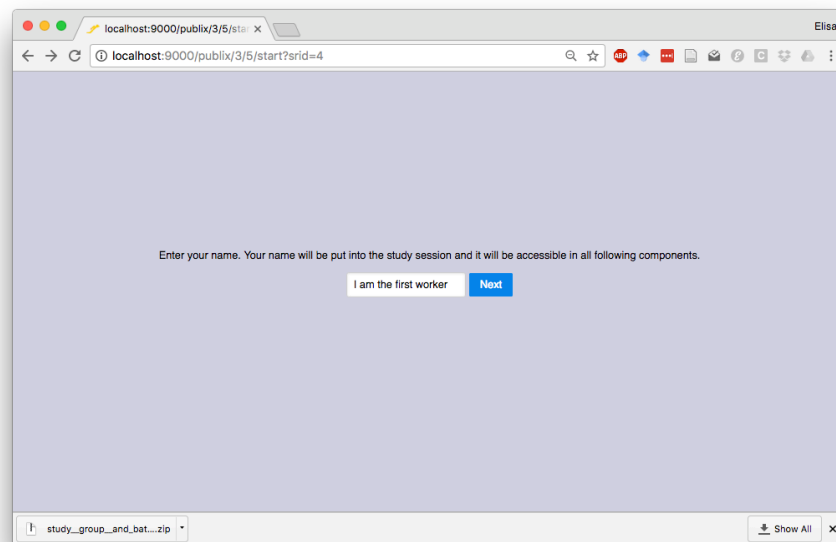 localhost:9000/publix/3/5/star
Elisa
localhost:9000/publix/3/5/start?srid=4
ABP
Enter your name. Your name will be put into the study session and it will be accessible in all following components.
I am the first worker
Next
study_group_and_bat....zip
Show All